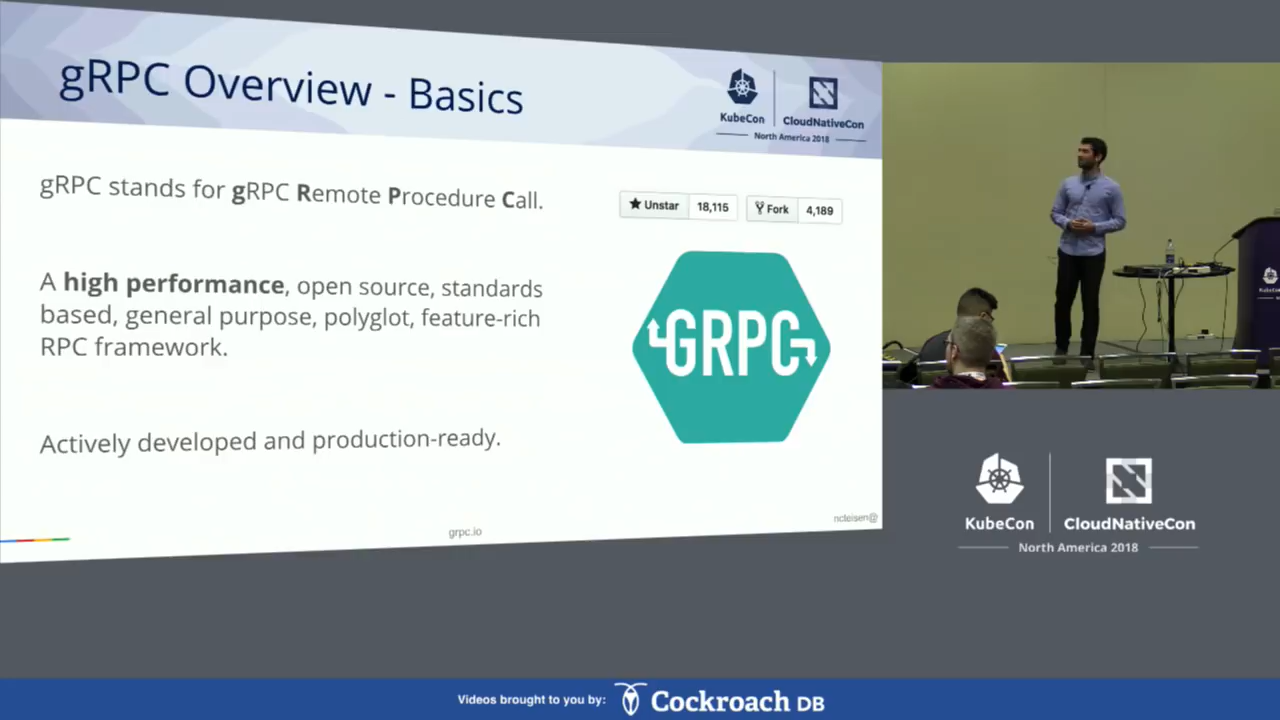 gRPC Overview - Basics
KubeCon
CloudNativeCon
North America 2018
gRPC stands for gRPC Remote Procedure Call.
Unstar 18,115 Fork 4,189
A high performance, open source, standards
based, general purpose, polyglot, feature-rich
RPC framework.
GRPC
Actively developed and production-ready.
grpc.io
ncteisen@
KubeCon
CloudNativeCon
North America 2018
Videos brought to you by: Cockroach DB